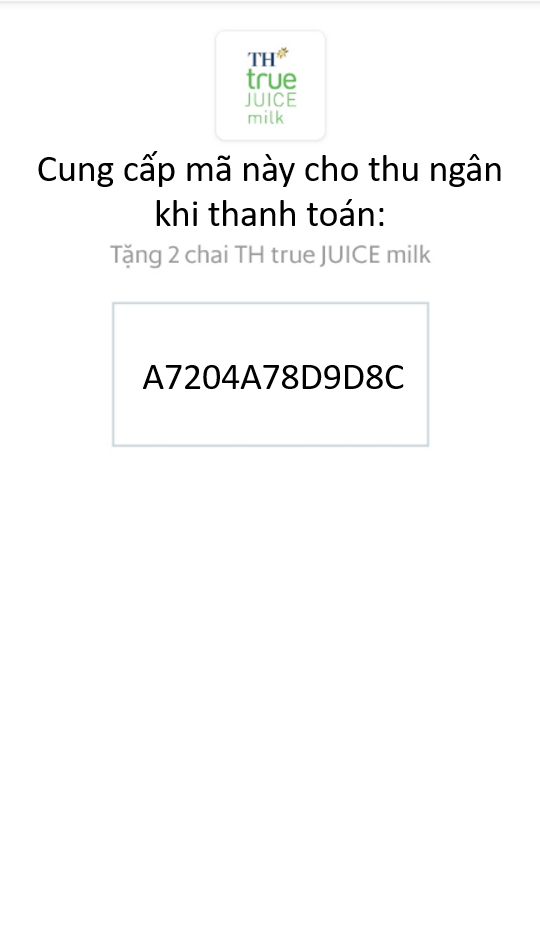 TH
true
JUICE
milk
Cung cấp mã này cho thu ngân
khi thanh toán:
Tặng 2 chai TH true JUICE milk
A7204A78D9D8C